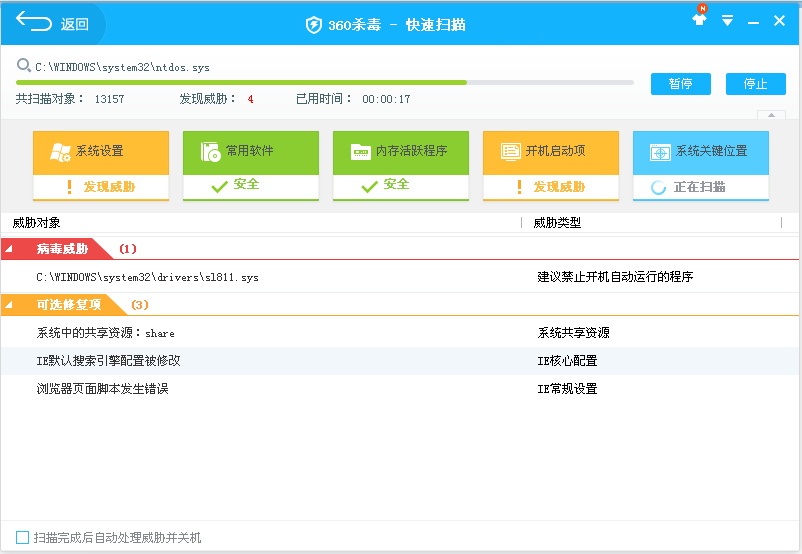 返回
360杀毒 - 快速扫描
N
C:\WINDOWS\system32\ntdos.sys
共扫描对象： 13157 发现威胁： 4 已用时间： 00:00:17
暂停 停止
系统设置 常用软件 内存活跃程序 开机启动项 系统关键位置
发现威胁 安全 安全 发现威胁 正在扫描
威胁对象 威胁类型
病毒威胁 (1)
C:\WINDOWS\system32\drivers\sl811.sys 建议禁止开机自动运行的程序
可选修复项 (3)
系统中的共享资源：share 系统共享资源
IE默认搜索引擎配置被修改 IE核心配置
浏览器页面脚本发生错误 IE常规设置
扫描完成后自动处理威胁并关机